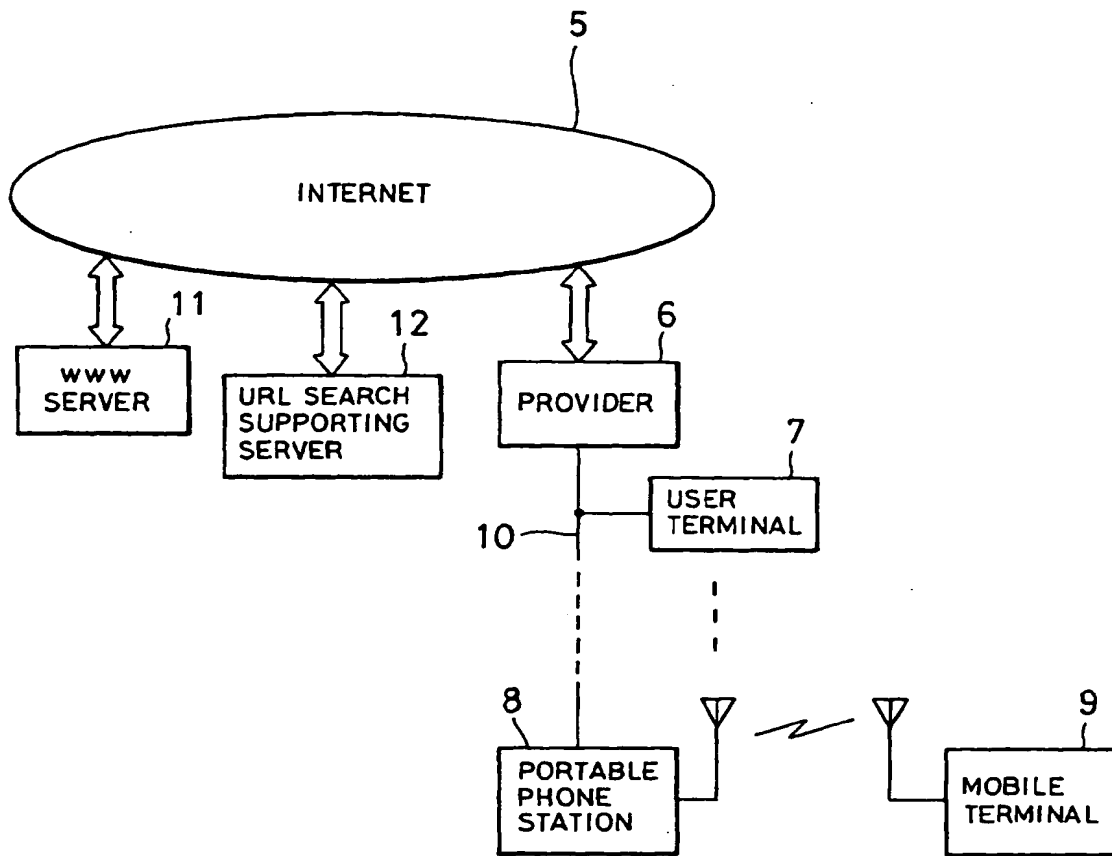 5
INTERNET
11
WWW
SERVER
12
URL SEARCH
SUPPORTING
SERVER
6
PROVIDER
7
USER
TERMINAL
10
8
PORTABLE
PHONE
STATION
9
MOBILE
TERMINAL